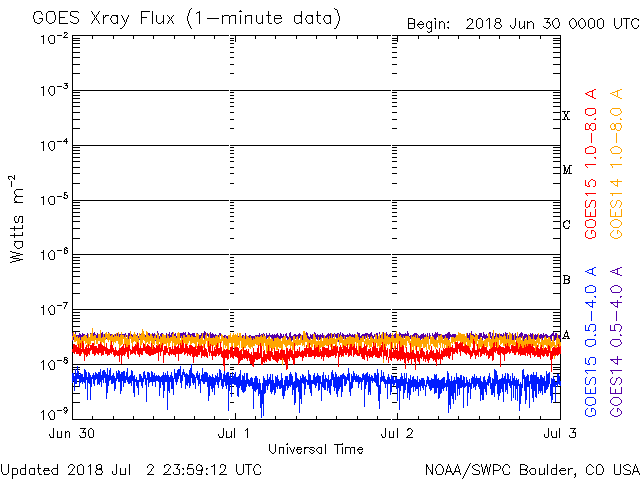 GOES Xray Flux (1-minute data)
Begin: 2018 Jun 30 0000 UTC
10⁻²
10⁻³
10⁻⁴
10⁻⁵
10⁻⁶
10⁻⁷
10⁻⁸
10⁻⁹
Watts m⁻²
X
M
C
B
A
GOES15 1.0-8.0 A
GOES14 1.0-8.0 A
GOES15 0.5-4.0 A
GOES14 0.5-4.0 A
Jun 30
Jul 1
Jul 2
Jul 3
Universal Time
Updated 2018 Jul 2 23:59:12 UTC
NOAA/SWPC Boulder, CO USA